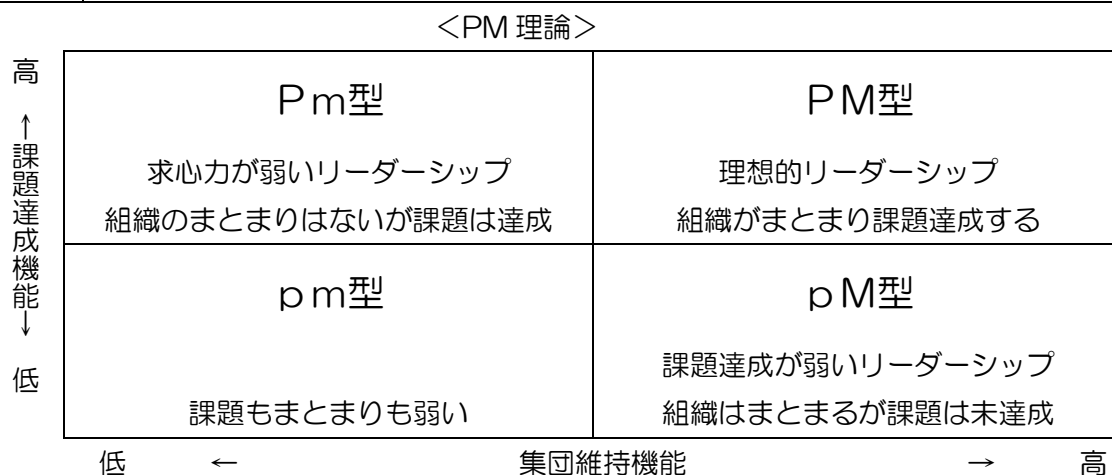 ＜PM 理論＞
高
←課題達成機能→
低
Ｐｍ型
求心力が弱いリーダーシップ
組織のまとまりはないが課題は達成
ＰＭ型
理想的リーダーシップ
組織がまとまり課題達成する
ｐｍ型
課題もまとまりも弱い
ｐＭ型
課題達成が弱いリーダーシップ
組織はまとまるが課題は未達成
低 ← 集団維持機能 → 高